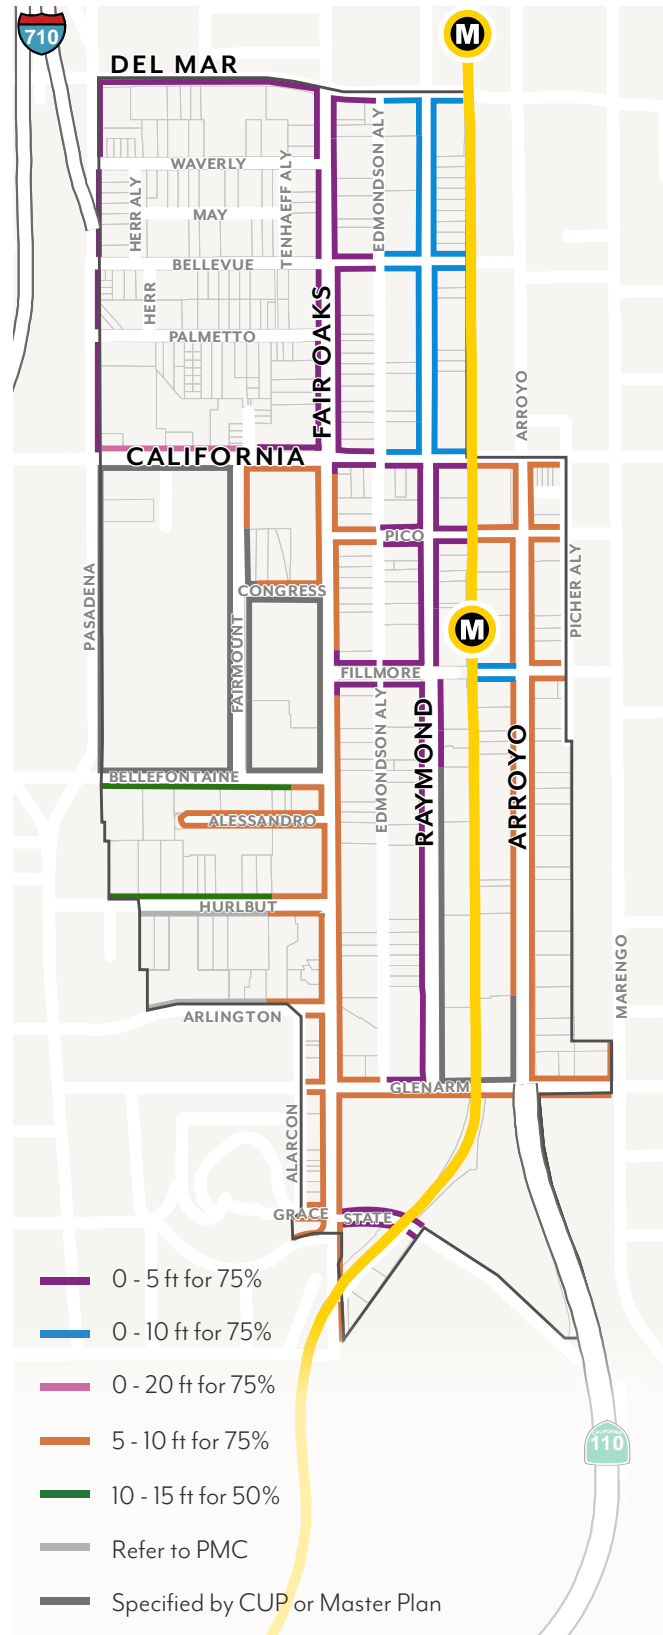 710
M
DEL MAR
WAVERLY
HERR ALY
MAY
TENHAEFF ALY
EDMONDSON ALY
BELLEVUE
HERR
PALMETTO
FAIR OAKS
ARROYO
CALIFORNIA
PICO
PASADENA
CONGRESS
PICHER ALY
M
FAIRMOUNT
FILLMORE
EDMONDSON ALY
RAYMOND
ARROYO
BELLEFONTAINE
ALESSANDRO
HURLBUT
MARENGO
ARLINGTON
GLENARM
ALARCON
GRACE
STATE
0 - 5 ft for 75%
0 - 10 ft for 75%
0 - 20 ft for 75%
5 - 10 ft for 75%
CALIFORNIA
110
10 - 15 ft for 50%
Refer to PMC
Specified by CUP or Master Plan